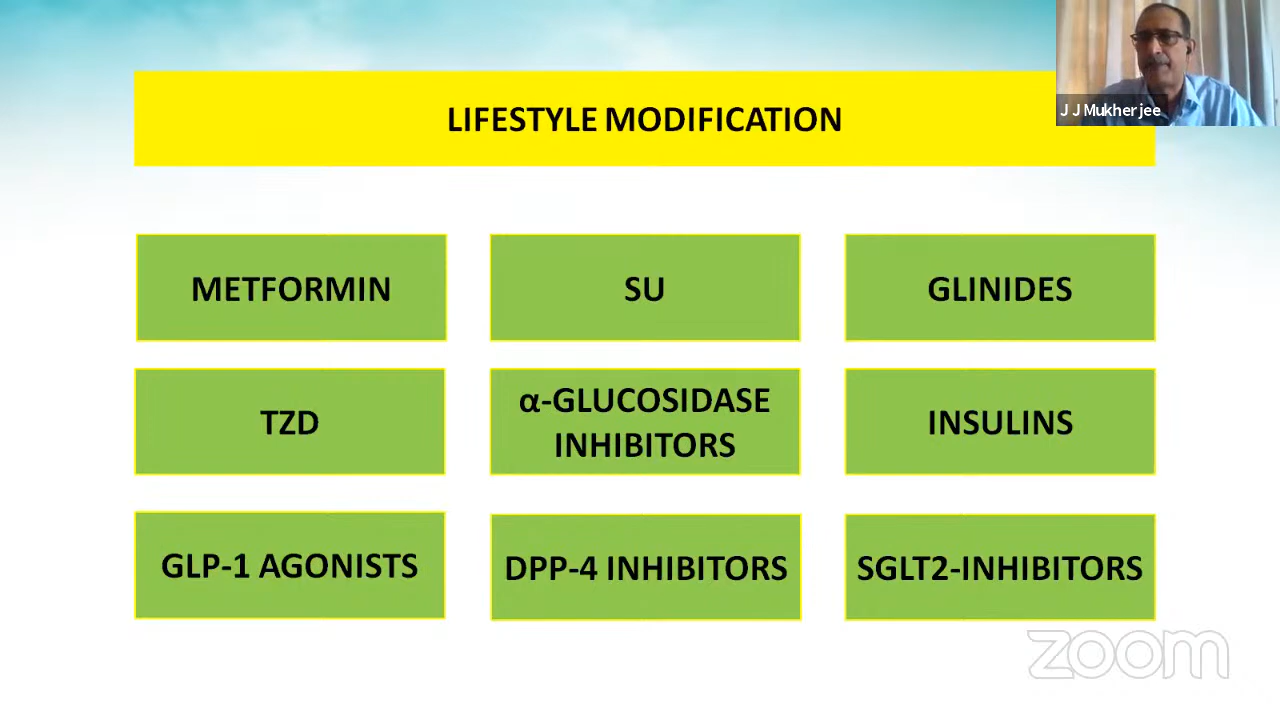 J J Mukherjee
LIFESTYLE MODIFICATION
METFORMIN
SU
GLINIDES
TZD
α-GLUCOSIDASE
INHIBITORS
INSULINS
GLP-1 AGONISTS
DPP-4 INHIBITORS
SGLT2-INHIBITORS
zoom